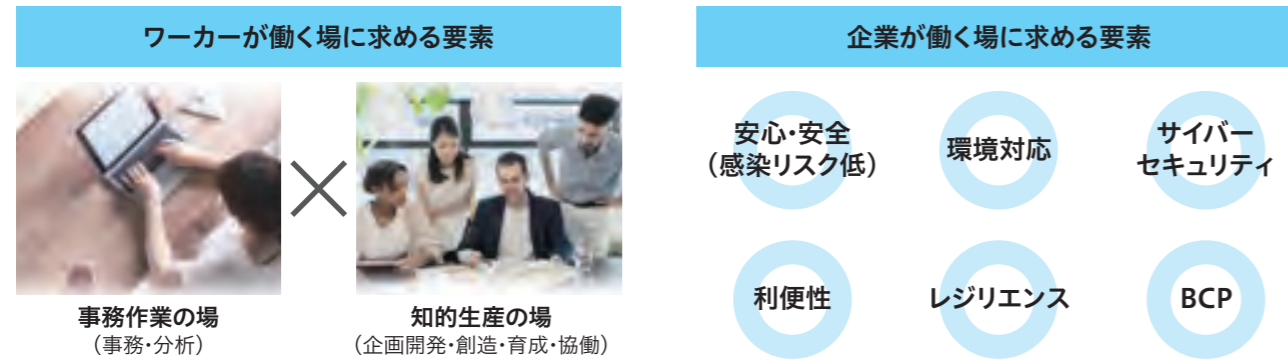 ワーカーが働く場に求める要素
事務作業の場
（事務・分析）
知的生産の場
（企画開発・創造・育成・協働）
企業が働く場に求める要素
安心・安全
（感染リスク低）
環境対応
サイバー
セキュリティ
利便性
レジリエンス
BCP